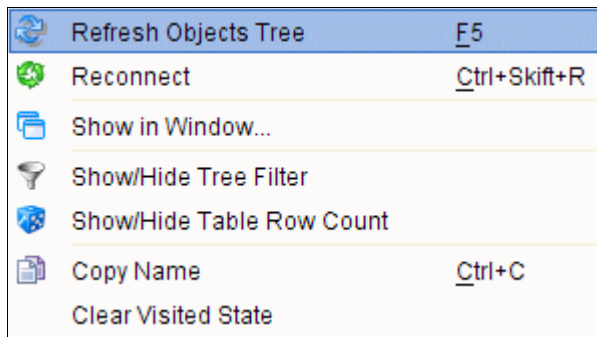 Refresh Objects Tree F5
Reconnect Ctrl+Skift+R
Show in Window...
Show/Hide Tree Filter
Show/Hide Table Row Count
Copy Name Ctrl+C
Clear Visited State